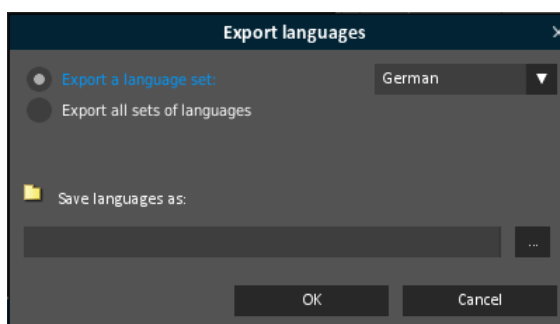 Export languages
Export a language set:
German
Export all sets of languages
Save languages as:
...
OK
Cancel